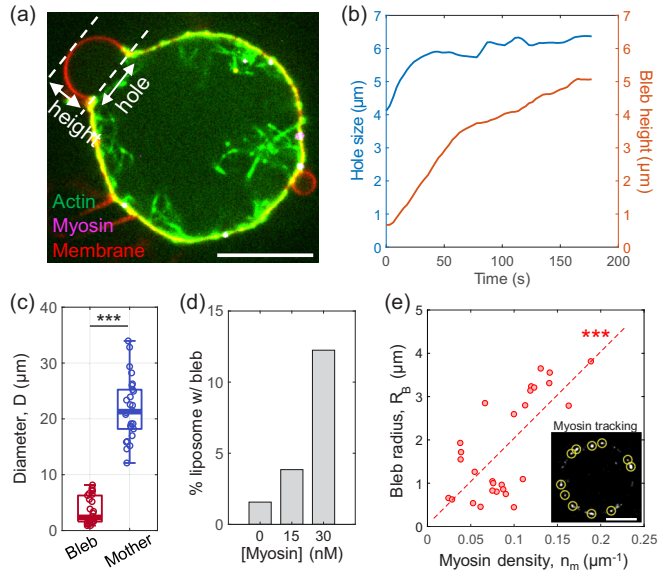 (a)
height
hole
Actin
Myosin
Membrane
(b)
Hole size (μm)
7
6
5
4
3
2
1
0
Bleb height (μm)
7
6
5
4
3
2
1
0
0 50 100 150 200
Time (s)
(c)
Diameter, D (μm)
40
30
20
10
0
***
Bleb Mother
(d)
% liposome w/ bleb
15
10
5
0
0 15 30
[Myosin] (nM)
(e)
Bleb radius, R_B (μm)
5
4
3
2
1
0
***
Myosin tracking
0 0.05 0.1 0.15 0.2 0.25
Myosin density, n_m (μm⁻¹)